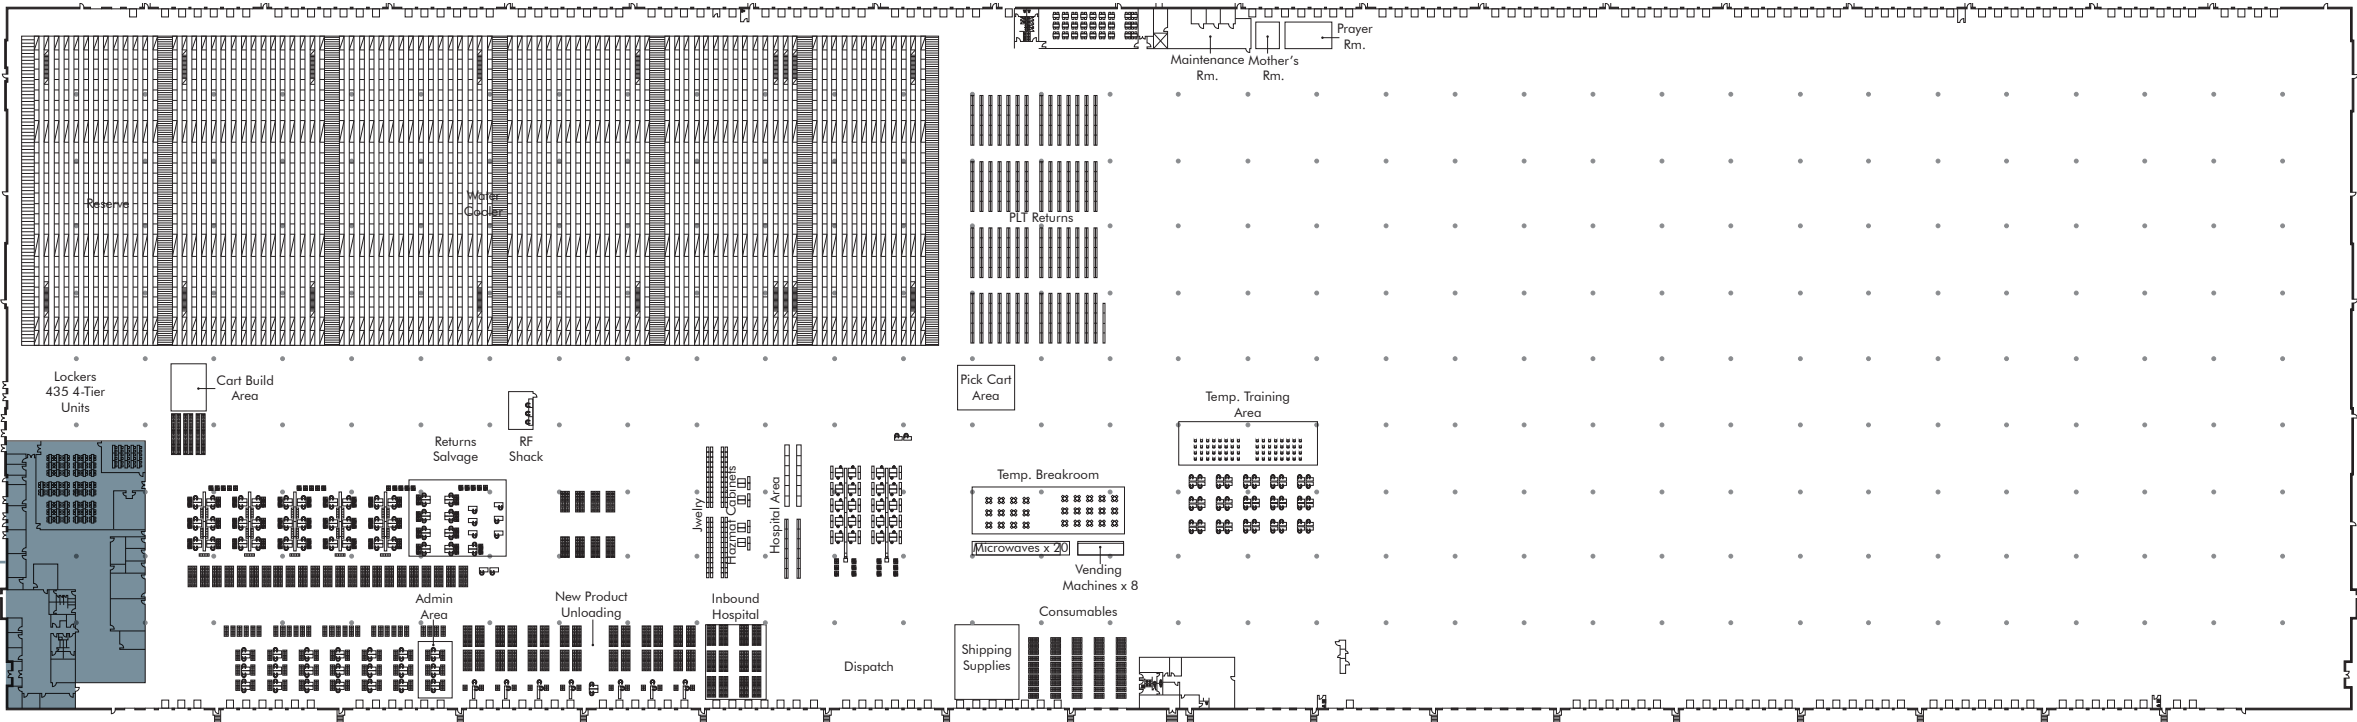 Prayer
Rm.
Maintenance
Rm.
Mother's
Rm.
Reserve
Water
Cooler
PLT Returns
Lockers
435 4-Tier
Units
Cart Build
Area
Pick Cart
Area
Temp. Training
Area
Returns
Salvage
RF
Shack
Temp. Breakroom
Jwelry
Hazmat Cabinets
Hospital Area
Microwaves x 20
Vending
Machines x 8
Admin
Area
New Product
Unloading
Inbound
Hospital
Consumables
Dispatch
Shipping
Supplies